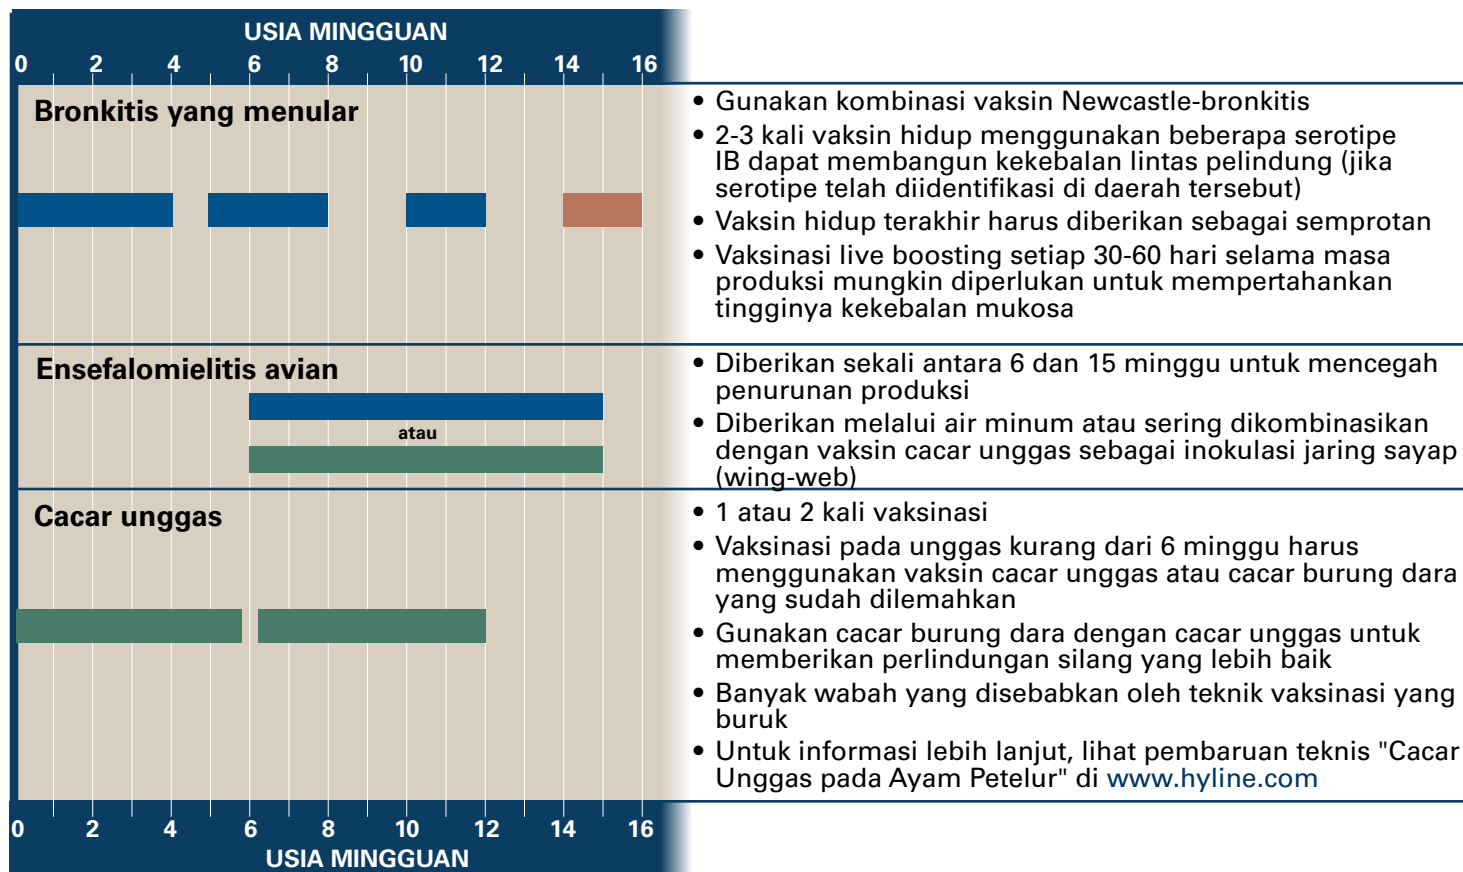 USIA MINGGUAN
0 2 4 6 8 10 12 14 16
Bronkitis yang menular
• Gunakan kombinasi vaksin Newcastle-bronkitis
• 2-3 kali vaksin hidup menggunakan beberapa serotipe
IB dapat membangun kekebalan lintas pelindung (jika
serotipe telah diidentifikasi di daerah tersebut)
• Vaksin hidup terakhir harus diberikan sebagai semprotan
• Vaksinasi live boosting setiap 30-60 hari selama masa
produksi mungkin diperlukan untuk mempertahankan
tingginya kekebalan mukosa
Ensefalomielitis avian
atau
• Diberikan sekali antara 6 dan 15 minggu untuk mencegah
penurunan produksi
• Diberikan melalui air minum atau sering dikombinasikan
dengan vaksin cacar unggas sebagai inokulasi jaring sayap
(wing-web)
Cacar unggas
• 1 atau 2 kali vaksinasi
• Vaksinasi pada unggas kurang dari 6 minggu harus
menggunakan vaksin cacar unggas atau cacar burung dara
yang sudah dilemahkan
• Gunakan cacar burung dara dengan cacar unggas untuk
memberikan perlindungan silang yang lebih baik
• Banyak wabah yang disebabkan oleh teknik vaksinasi yang
buruk
• Untuk informasi lebih lanjut, lihat pembaruan teknis "Cacar
Unggas pada Ayam Petelur" di www.hyline.com
0 2 4 6 8 10 12 14 16
USIA MINGGUAN